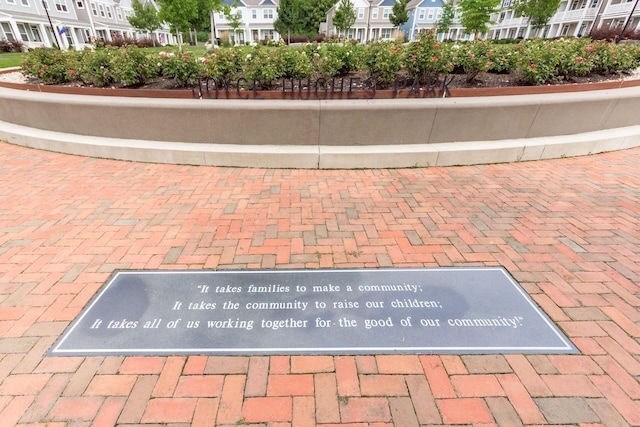 "It takes families to make a community;
It takes the community to raise our children;
It takes all of us working together for the good of our community!"